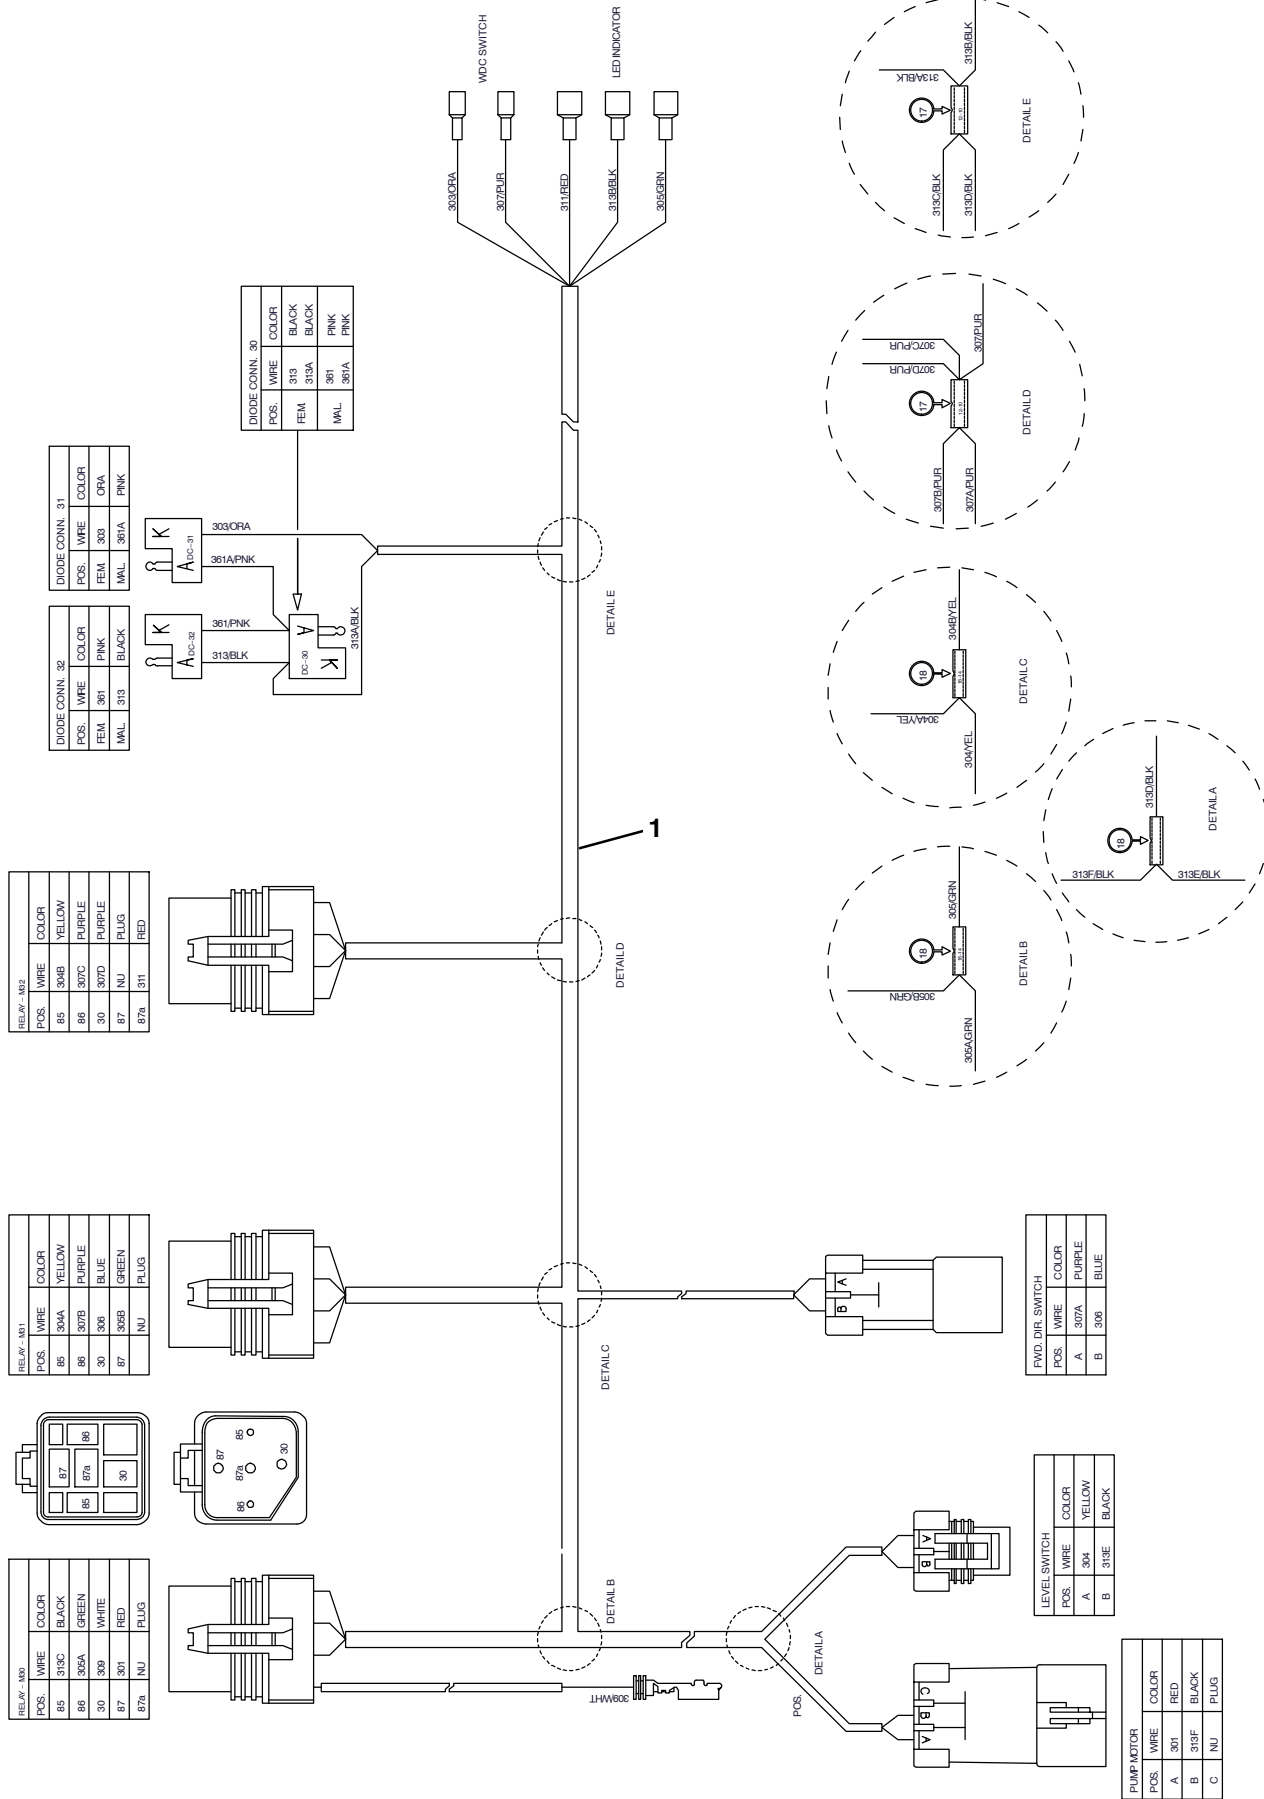 WDC SWITCH
LED INDICATOR
303/ORA
307/PUR
311/RED
313B/BLK
305/GRN
DIODE CONN. 30
POS. WIRE COLOR
FEM. 313 BLACK
313A BLACK
MAL. 361 PINK
361A PINK
DIODE CONN. 31
POS. WIRE COLOR
FEM. 303 ORA
MAL. 361A PINK
DIODE CONN. 32
POS. WIRE COLOR
FEM. 361 PINK
MAL. 313 BLACK
K
A DC-31
303/ORA
361A/PNK
K
A DC-32
361/PNK
313/BLK
A
K
DC-30
313A/BLK
DETAIL E
1
RELAY - M32
POS. WIRE COLOR
85 304B YELLOW
86 307C PURPLE
30 307D PURPLE
87 NU PLUG
87a 311 RED
DETAIL D
RELAY - M31
POS. WIRE COLOR
85 304A YELLOW
86 307B PURPLE
30 306 BLUE
87 305B GREEN
NU PLUG
DETAIL C
A
B
FWD. DIR. SWITCH
POS. WIRE COLOR
A 307A PURPLE
B 306 BLUE
86
87
87a
30
85
85
87
87a
30
86
RELAY - M30
POS. WIRE COLOR
85 313C BLACK
86 305A GREEN
30 309 WHITE
87 301 RED
87a NU PLUG
309/WHT
DETAIL B
DETAIL A
POS.
A
B
LEVEL SWITCH
POS. WIRE COLOR
A 304 YELLOW
B 313E BLACK
C
B
A
PUMP MOTOR
POS. WIRE COLOR
A 301 RED
B 313F BLACK
C NU PLUG
313A/BLK
313B/BLK
17
12-10
313C/BLK
313D/BLK
DETAIL E
307C/PUR
307D/PUR
307/PUR
17
12-10
307B/PUR
307A/PUR
DETAIL D
304B/YEL
18
16-14
304A/YEL
304/YEL
DETAIL C
305/GRN
18
16-14
305B/GRN
305A/GRN
DETAIL B
313D/BLK
18
313F/BLK
313E/BLK
DETAIL A